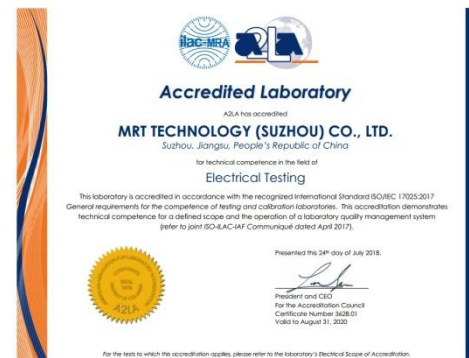 ilac-MRA
A2LA
Accredited Laboratory
A2LA has accredited
MRT TECHNOLOGY (SUZHOU) CO., LTD.
Suzhou, Jiangsu, People's Republic of China
for technical competence in the field of
Electrical Testing
This laboratory is accredited in accordance with the recognized International Standard ISO/IEC 17025:2017
General requirements for the competence of testing and calibration laboratories. This accreditation demonstrates
technical competence for a defined scope and the operation of a laboratory quality management system
(refer to joint ISO-ILAC-IAF Communiqué dated April 2017).
Presented this 24th day of July 2018.
President and CEO
For the Accreditation Council
Certificate Number 3628.01
Valid to August 31, 2020
CORPORATE
SEAL
A2LA
For the tests to which this accreditation applies, please refer to the laboratory's Electrical Scope of Accreditation.